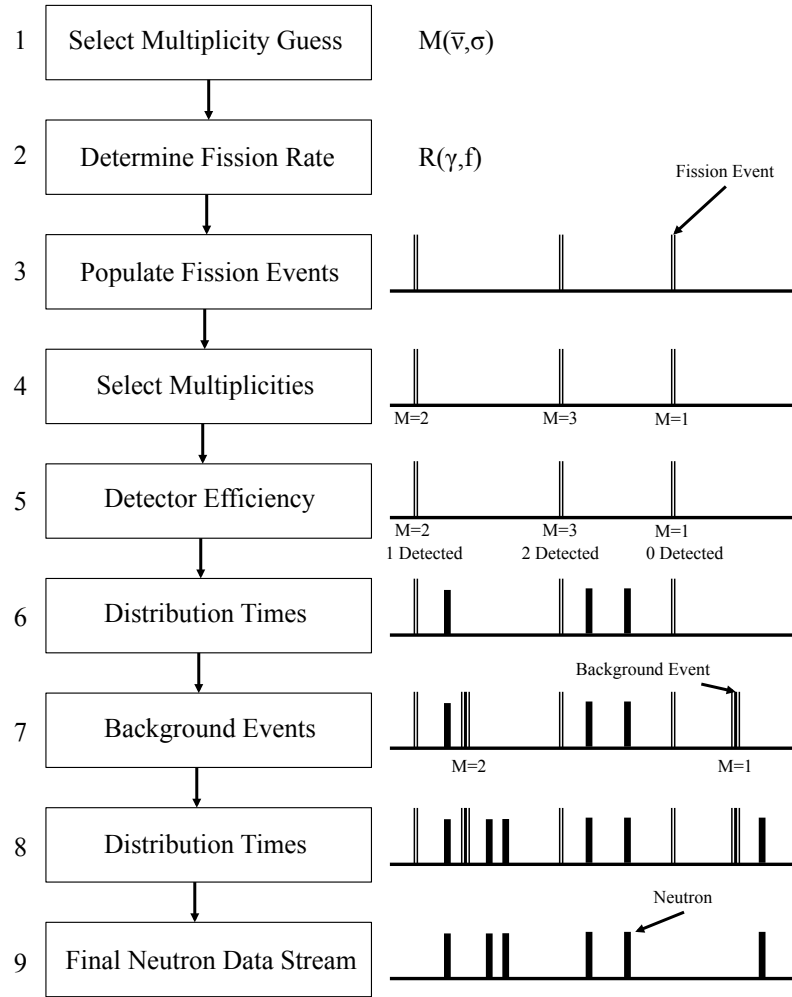 1 Select Multiplicity Guess M(ν̅,σ)
2 Determine Fission Rate R(γ,f)
Fission Event
3 Populate Fission Events
4 Select Multiplicities
M=2 M=3 M=1
5 Detector Efficiency
M=2 M=3 M=1
1 Detected 2 Detected 0 Detected
6 Distribution Times
Background Event
7 Background Events
M=2 M=1
8 Distribution Times
Neutron
9 Final Neutron Data Stream